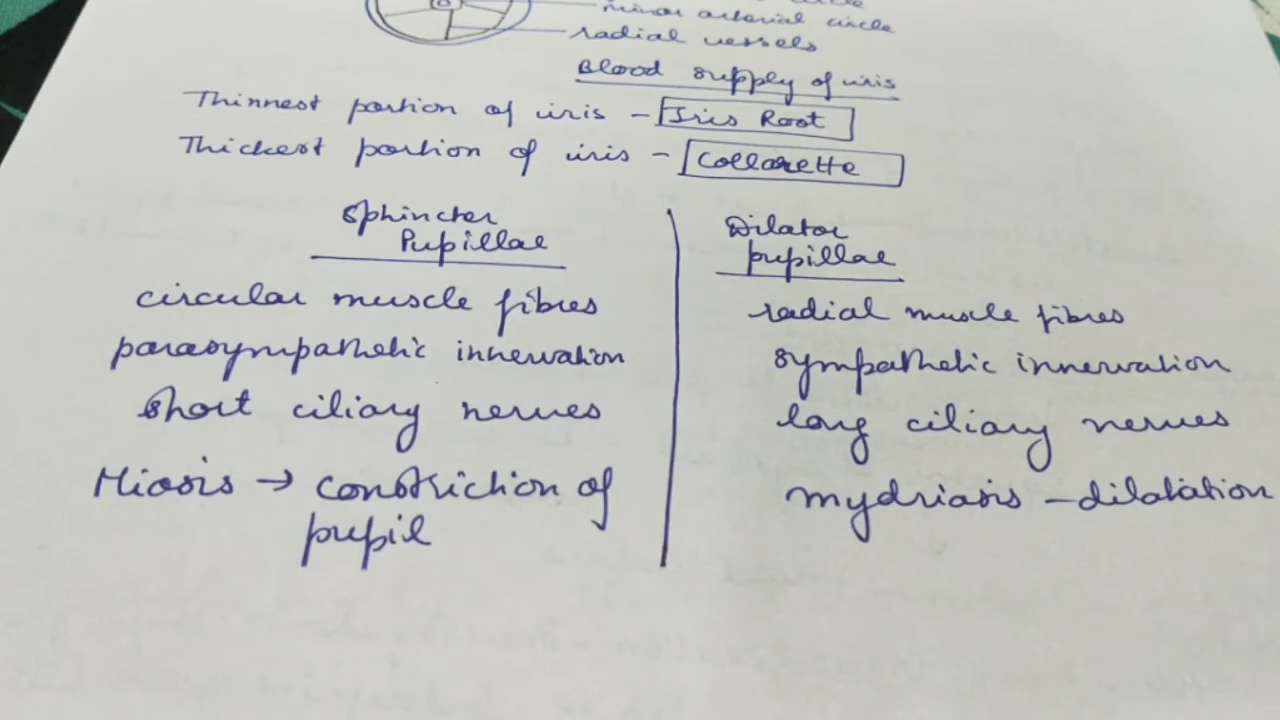 circle
minor arterial circle
radial vessels
Blood supply of iris
Thinnest portion of iris - Iris Root
Thickest portion of iris - Collarette
Sphincter
Pupillae
circular muscle fibres
parasympathetic innervation
short ciliary nerves
Miosis → constriction of
pupil
Dilator
pupillae
radial muscle fibres
sympathetic innervation
long ciliary nerves
mydriasis - dilatation